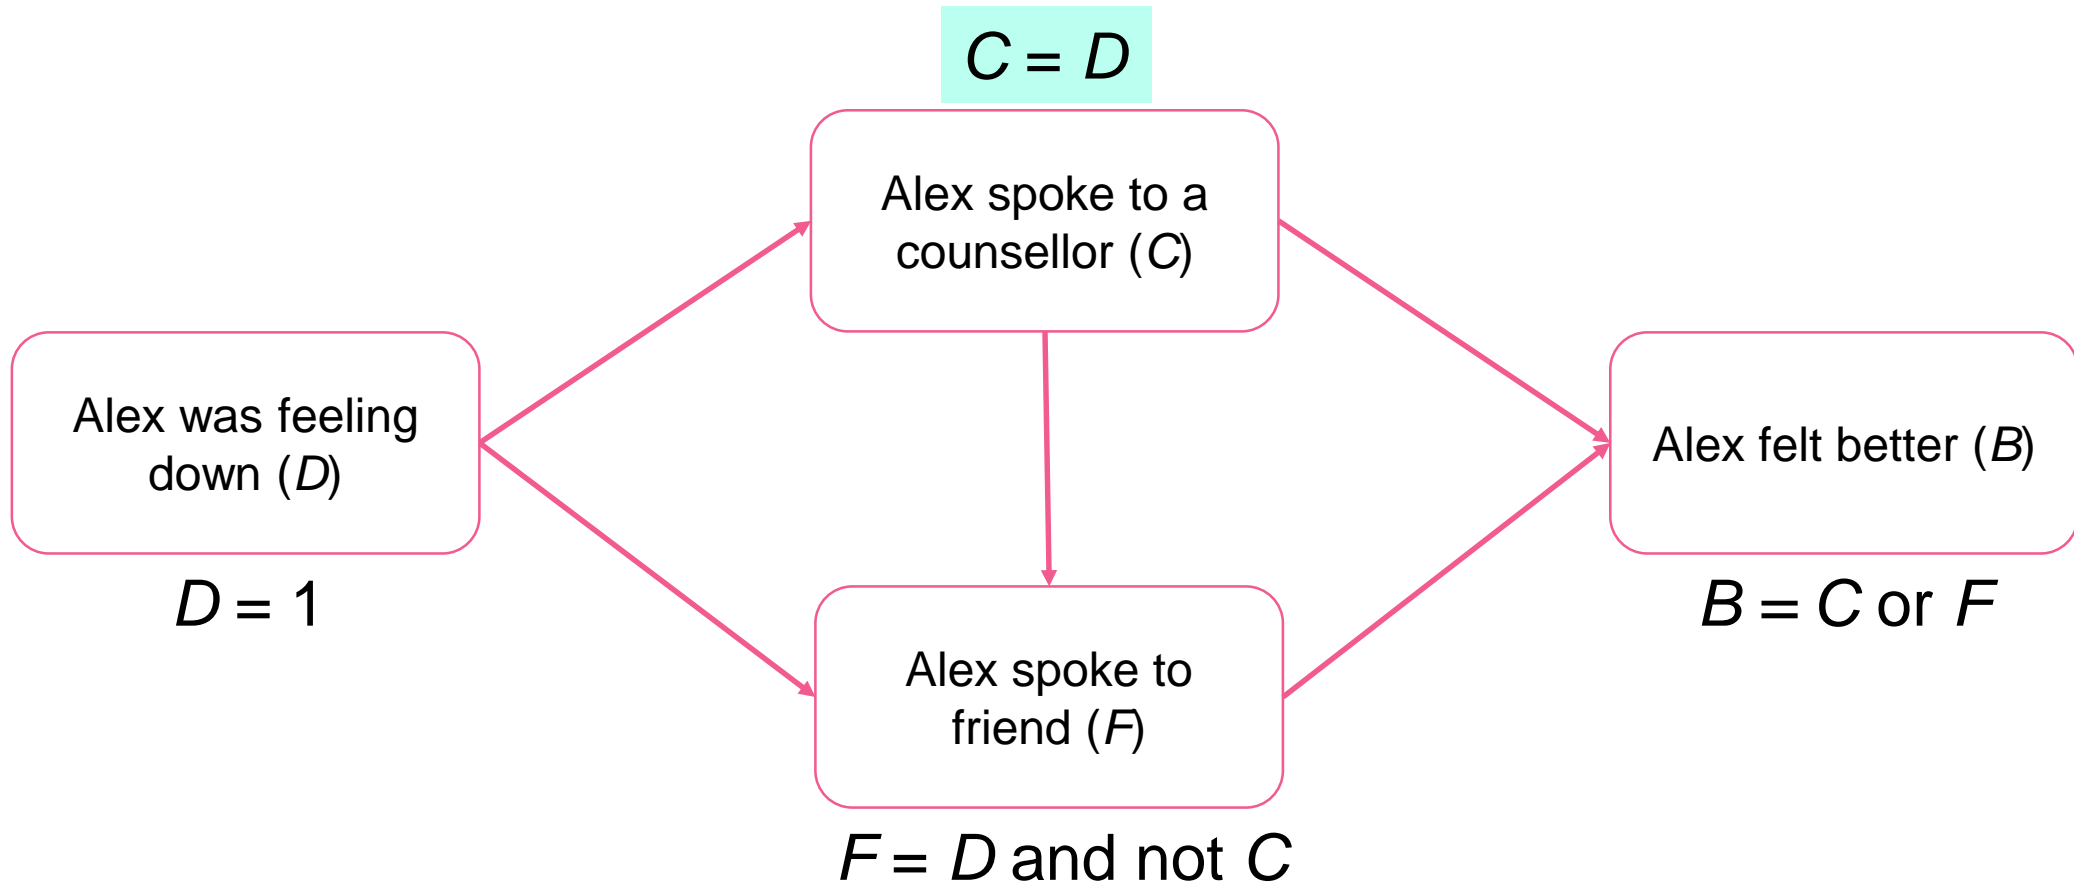 C = D
Alex spoke to a
counsellor (C)
Alex was feeling
down (D)
D = 1
Alex felt better (B)
B = C or F
Alex spoke to
friend (F)
F = D and not C